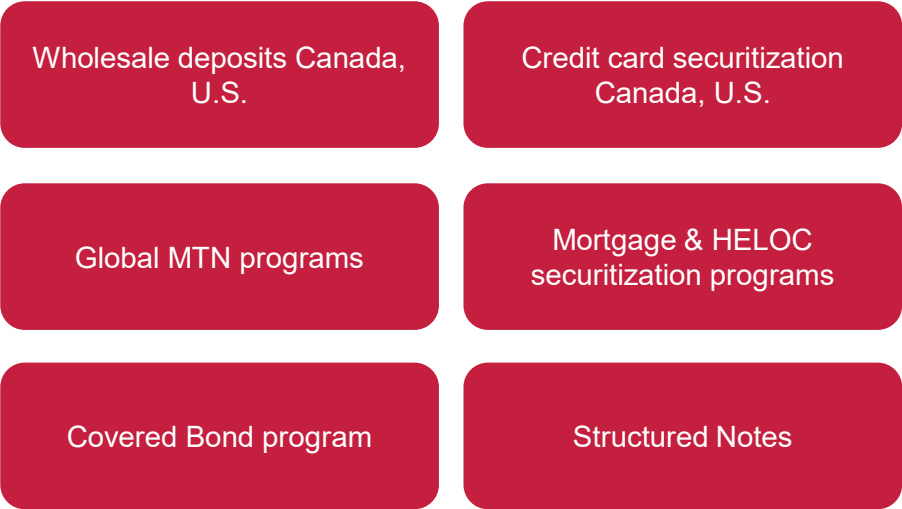 Wholesale deposits Canada,
U.S.
Credit card securitization
Canada, U.S.
Global MTN programs
Mortgage & HELOC
securitization programs
Covered Bond program
Structured Notes